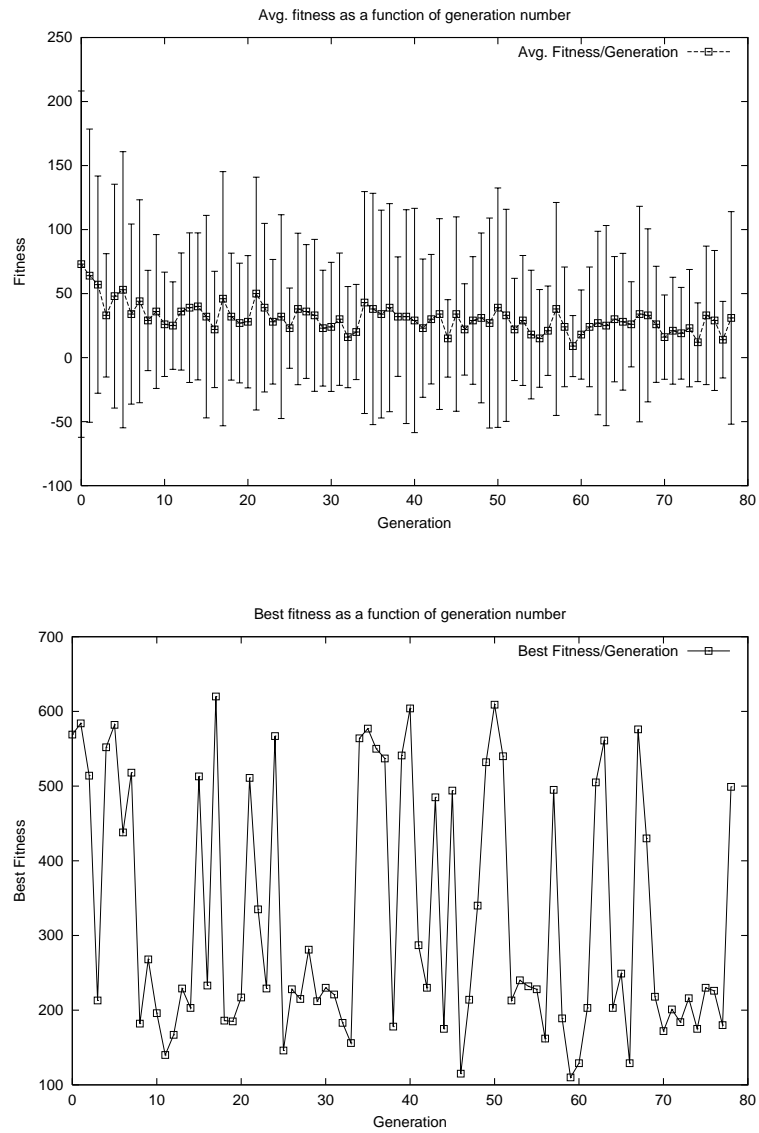 Avg. fitness as a function of generation number
250
200
150
100
50
0
-50
-100
Fitness
Avg. Fitness/Generation
0 10 20 30 40 50 60 70 80
Generation
Best fitness as a function of generation number
700
600
500
400
300
200
100
Best Fitness
Best Fitness/Generation
0 10 20 30 40 50 60 70 80
Generation